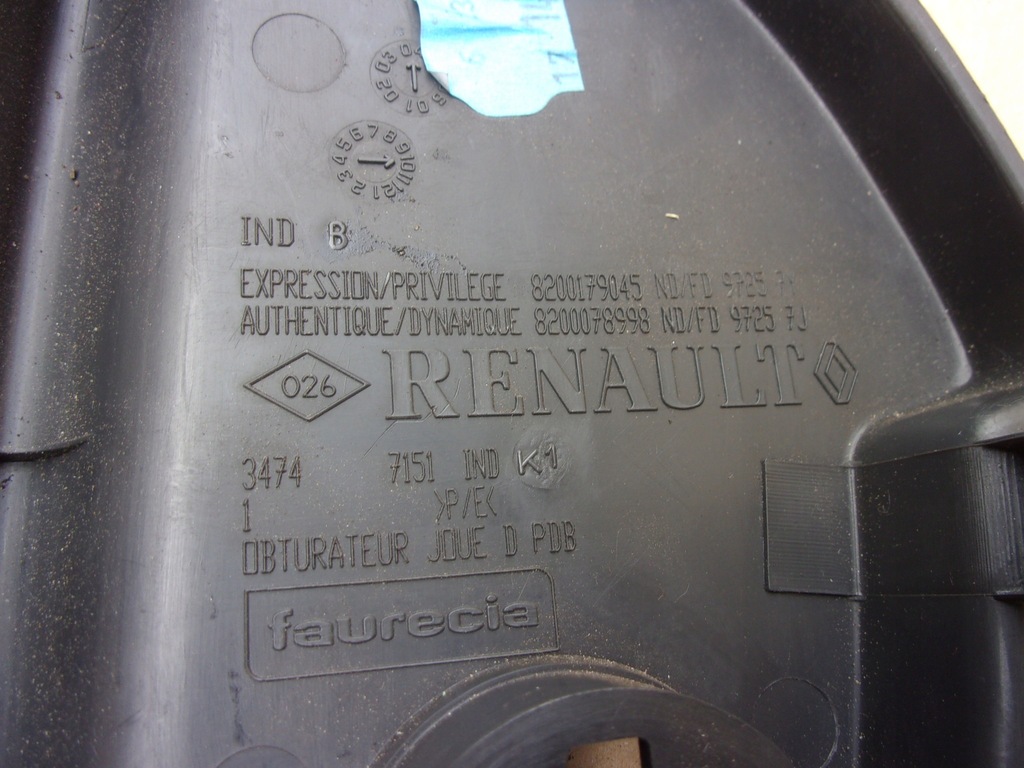 IND B
EXPRESSION/PRIVILEGE 8200179045 ND/FD 9725
AUTHENTIQUE/DYNAMIQUE 8200078998 ND/FD 9725 7J
026 RENAULT
3474 7151 IND K1
1 >P/E<
OBTURATEUR JOUE D PDB
faurecia